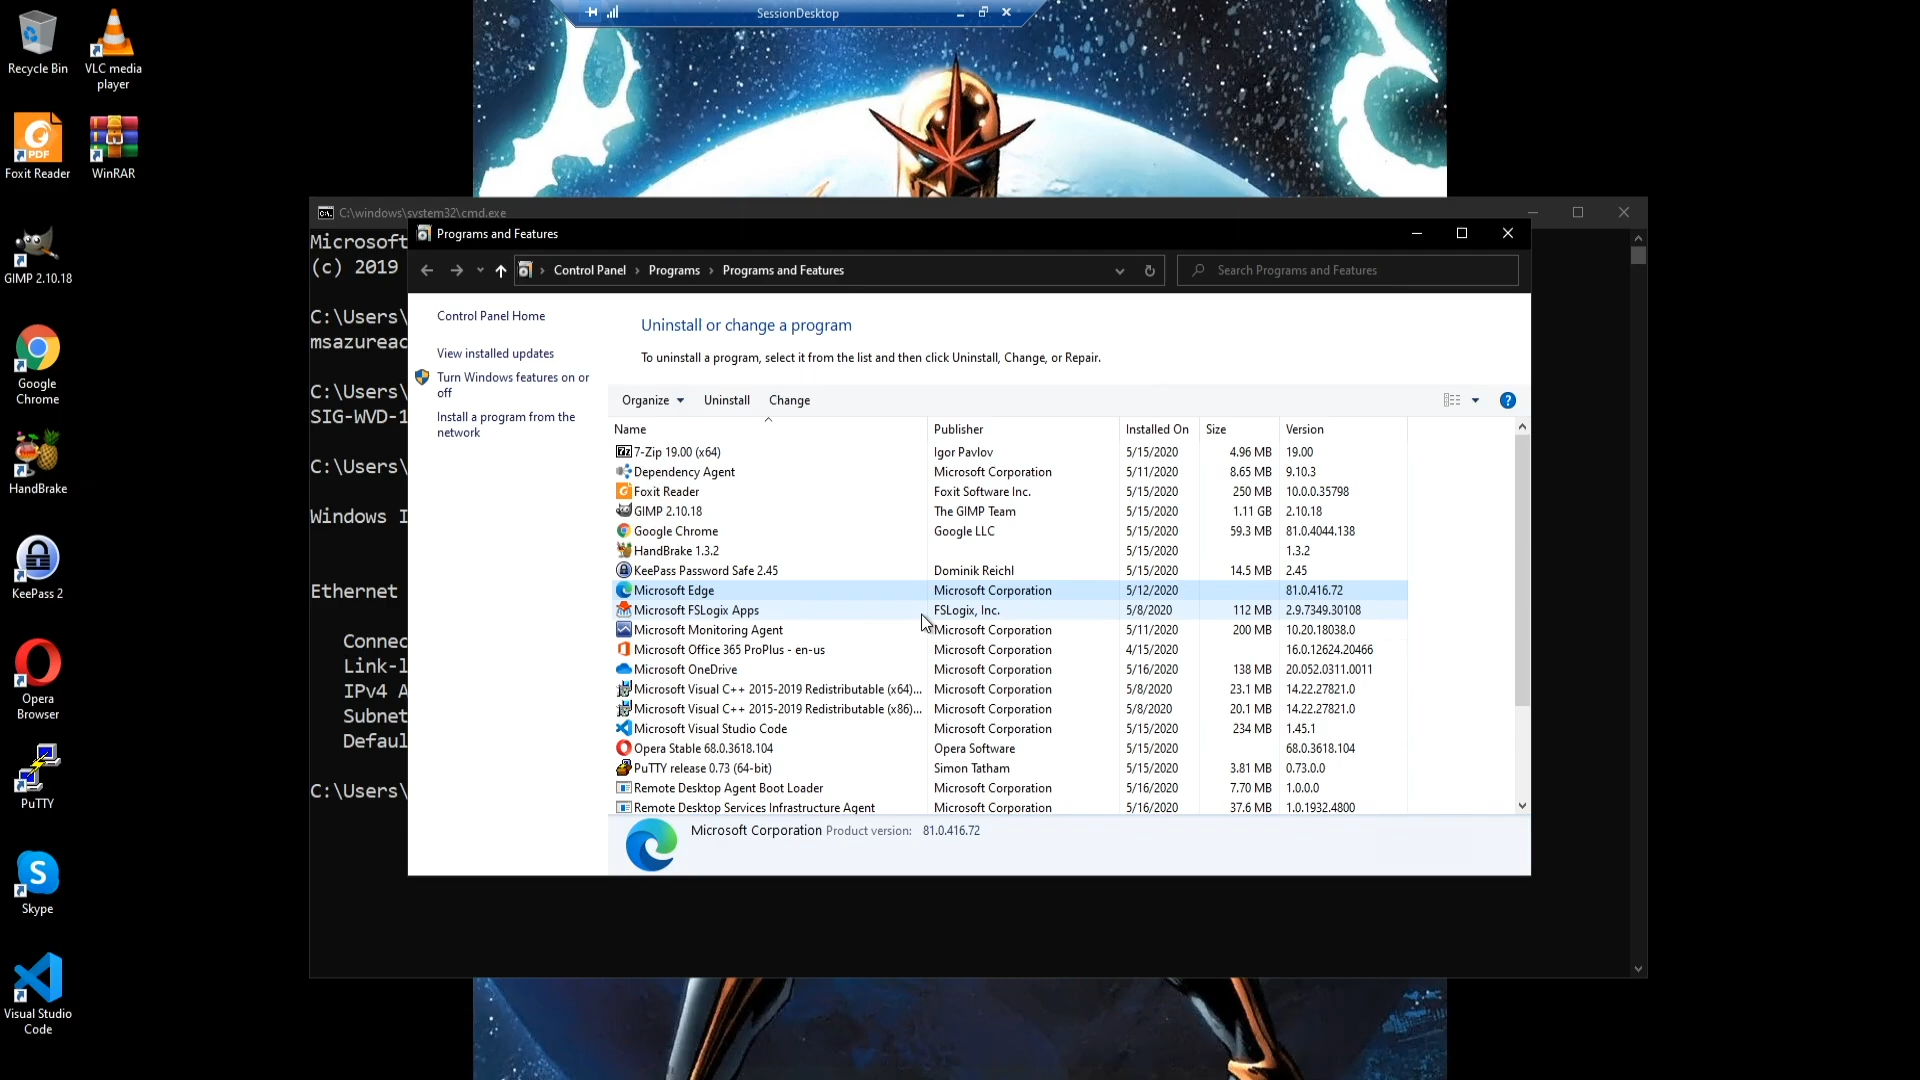 SessionDesktop
Recycle Bin
VLC media
player
Foxit Reader
WinRAR
GIMP 2.10.18
Google
Chrome
HandBrake
KeePass 2
Opera
Browser
PuTTY
Skype
Visual Studio
Code
C:\windows\system32\cmd.exe
Microsoft
(c) 2019
C:\Users\
msazureac
C:\Users\
SIG-WVD-1
C:\Users\
Windows I
Ethernet
Connec
Link-l
IPv4 A
Subnet
Defaul
C:\Users\
Programs and Features
Control Panel › Programs › Programs and Features
Search Programs and Features
Control Panel Home
View installed updates
Turn Windows features on or
off
Install a program from the
network
Uninstall or change a program
To uninstall a program, select it from the list and then click Uninstall, Change, or Repair.
Organize Uninstall Change
Name Publisher Installed On Size Version
7-Zip 19.00 (x64) Igor Pavlov 5/15/2020 4.96 MB 19.00
Dependency Agent Microsoft Corporation 5/11/2020 8.65 MB 9.10.3
Foxit Reader Foxit Software Inc. 5/15/2020 250 MB 10.0.0.35798
GIMP 2.10.18 The GIMP Team 5/15/2020 1.11 GB 2.10.18
Google Chrome Google LLC 5/15/2020 59.3 MB 81.0.4044.138
HandBrake 1.3.2 5/15/2020 1.3.2
KeePass Password Safe 2.45 Dominik Reichl 5/15/2020 14.5 MB 2.45
Microsoft Edge Microsoft Corporation 5/12/2020 81.0.416.72
Microsoft FSLogix Apps FSLogix, Inc. 5/8/2020 112 MB 2.9.7349.30108
Microsoft Monitoring Agent Microsoft Corporation 5/11/2020 200 MB 10.20.18038.0
Microsoft Office 365 ProPlus - en-us Microsoft Corporation 4/15/2020 16.0.12624.20466
Microsoft OneDrive Microsoft Corporation 5/16/2020 138 MB 20.052.0311.0011
Microsoft Visual C++ 2015-2019 Redistributable (x64)... Microsoft Corporation 5/8/2020 23.1 MB 14.22.27821.0
Microsoft Visual C++ 2015-2019 Redistributable (x86)... Microsoft Corporation 5/8/2020 20.1 MB 14.22.27821.0
Microsoft Visual Studio Code Microsoft Corporation 5/15/2020 234 MB 1.45.1
Opera Stable 68.0.3618.104 Opera Software 5/15/2020 68.0.3618.104
PuTTY release 0.73 (64-bit) Simon Tatham 5/15/2020 3.81 MB 0.73.0.0
Remote Desktop Agent Boot Loader Microsoft Corporation 5/16/2020 7.70 MB 1.0.0.0
Remote Desktop Services Infrastructure Agent Microsoft Corporation 5/16/2020 37.6 MB 1.0.1932.4800
Microsoft Corporation Product version: 81.0.416.72